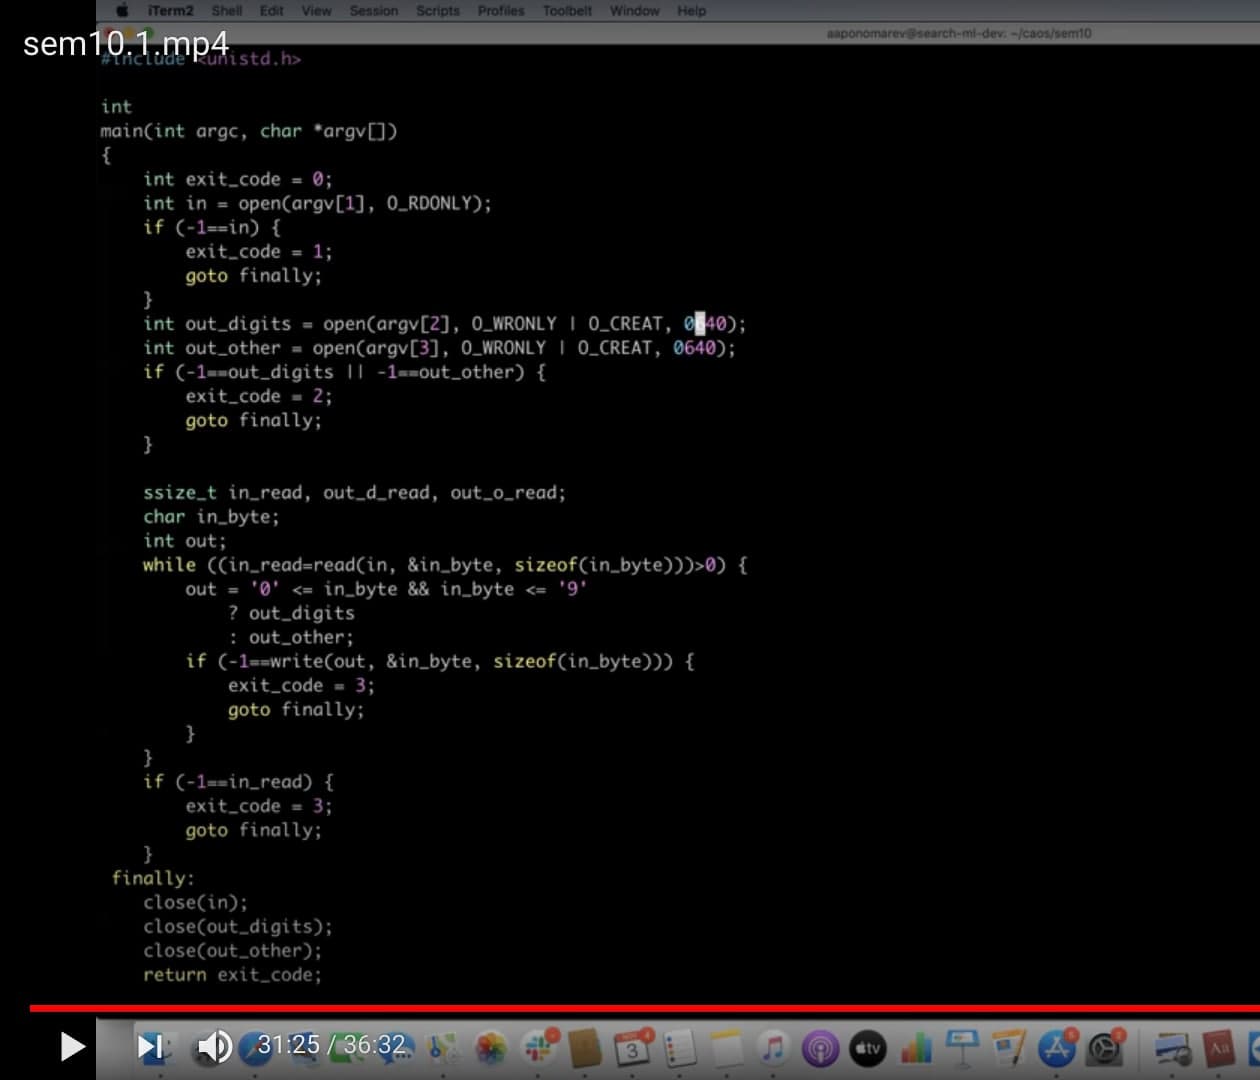 iTerm2 Shell Edit View Session Scripts Profiles Toolbelt Window Help
sem10.1.mp4
aaponomarev@search-ml-dev: ~/caos/sem10
#include <unistd.h>
int
main(int argc, char *argv[])
{
int exit_code = 0;
int in = open(argv[1], O_RDONLY);
if (-1==in) {
exit_code = 1;
goto finally;
}
int out_digits = open(argv[2], O_WRONLY | O_CREAT, 0640);
int out_other = open(argv[3], O_WRONLY | O_CREAT, 0640);
if (-1==out_digits || -1==out_other) {
exit_code = 2;
goto finally;
}
ssize_t in_read, out_d_read, out_o_read;
char in_byte;
int out;
while ((in_read=read(in, &in_byte, sizeof(in_byte)))>0) {
out = '0' <= in_byte && in_byte <= '9'
? out_digits
: out_other;
if (-1==write(out, &in_byte, sizeof(in_byte))) {
exit_code = 3;
goto finally;
}
}
if (-1==in_read) {
exit_code = 3;
goto finally;
}
finally:
close(in);
close(out_digits);
close(out_other);
return exit_code;
31:25 / 36:32
3
4
tv
Aa